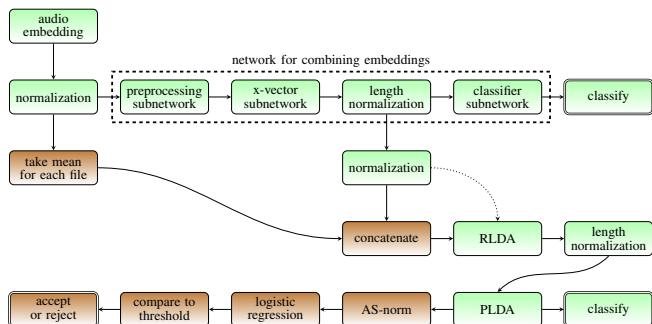 audio
embedding
network for combining embeddings
normalization
preprocessing
subnetwork
x-vector
subnetwork
length
normalization
classifier
subnetwork
classify
take mean
for each file
normalization
concatenate
RLDA
length
normalization
accept
or reject
compare to
threshold
logistic
regression
AS-norm
PLDA
classify